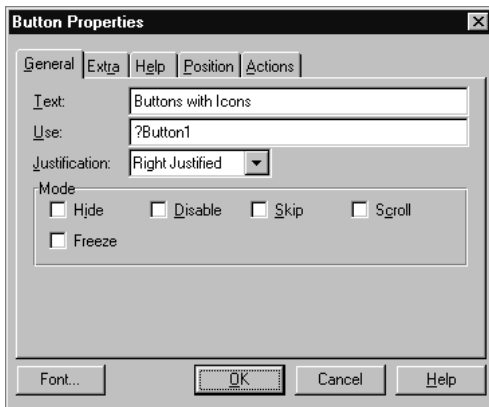 Button Properties
General Extra Help Position Actions
Text: Buttons with Icons
Use: ?Button1
Justification: Right Justified
Mode
Hide Disable Skip Scroll
Freeze
Font... OK Cancel Help